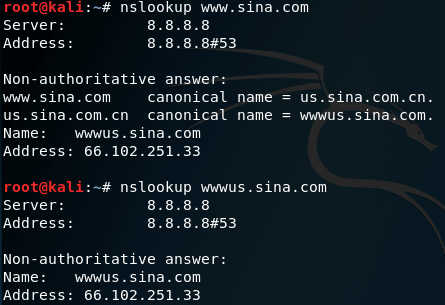 root@kali:~# nslookup www.sina.com
Server: 8.8.8.8
Address: 8.8.8.8#53
Non-authoritative answer:
www.sina.com canonical name = us.sina.com.cn.
us.sina.com.cn canonical name = wwwus.sina.com.
Name: wwwus.sina.com
Address: 66.102.251.33
root@kali:~# nslookup wwwus.sina.com
Server: 8.8.8.8
Address: 8.8.8.8#53
Non-authoritative answer:
Name: wwwus.sina.com
Address: 66.102.251.33